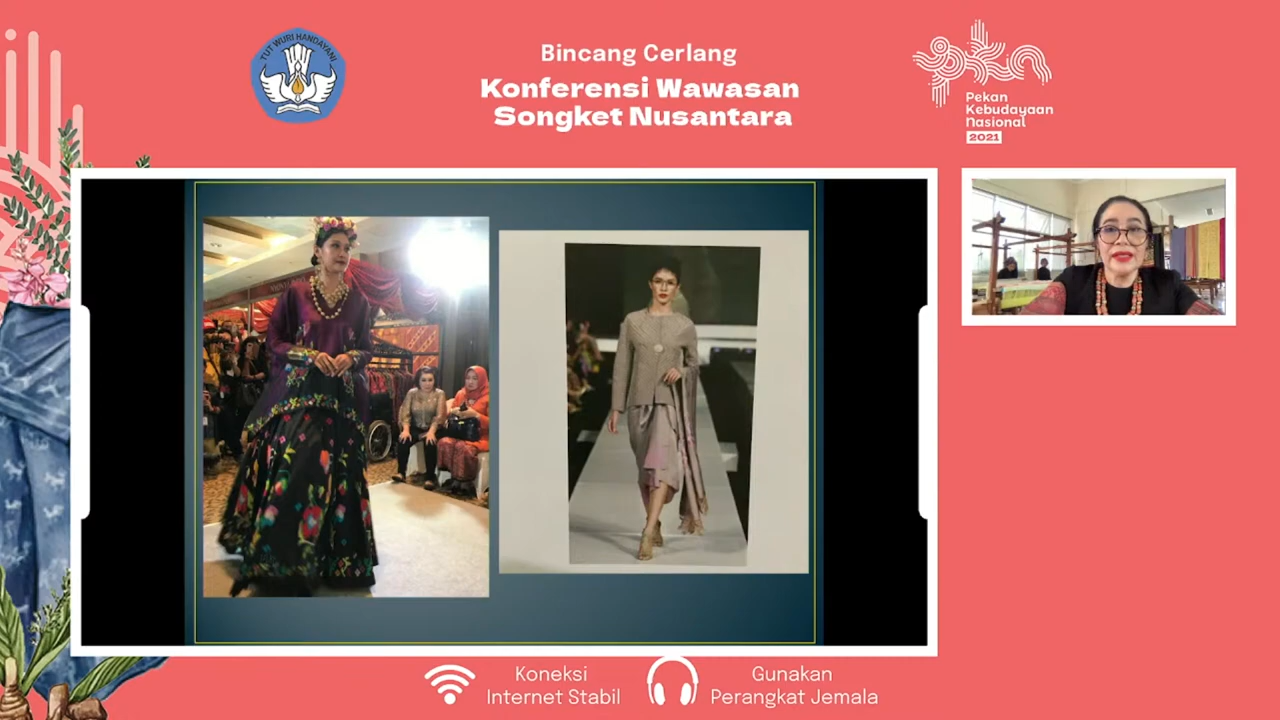 TUT WURI HANDAYANI
Bincang Cerlang
Konferensi Wawasan
Songket Nusantara
Pekan
Kebudayaan
Nasional
2021
Koneksi
Internet Stabil
Gunakan
Perangkat Jemala